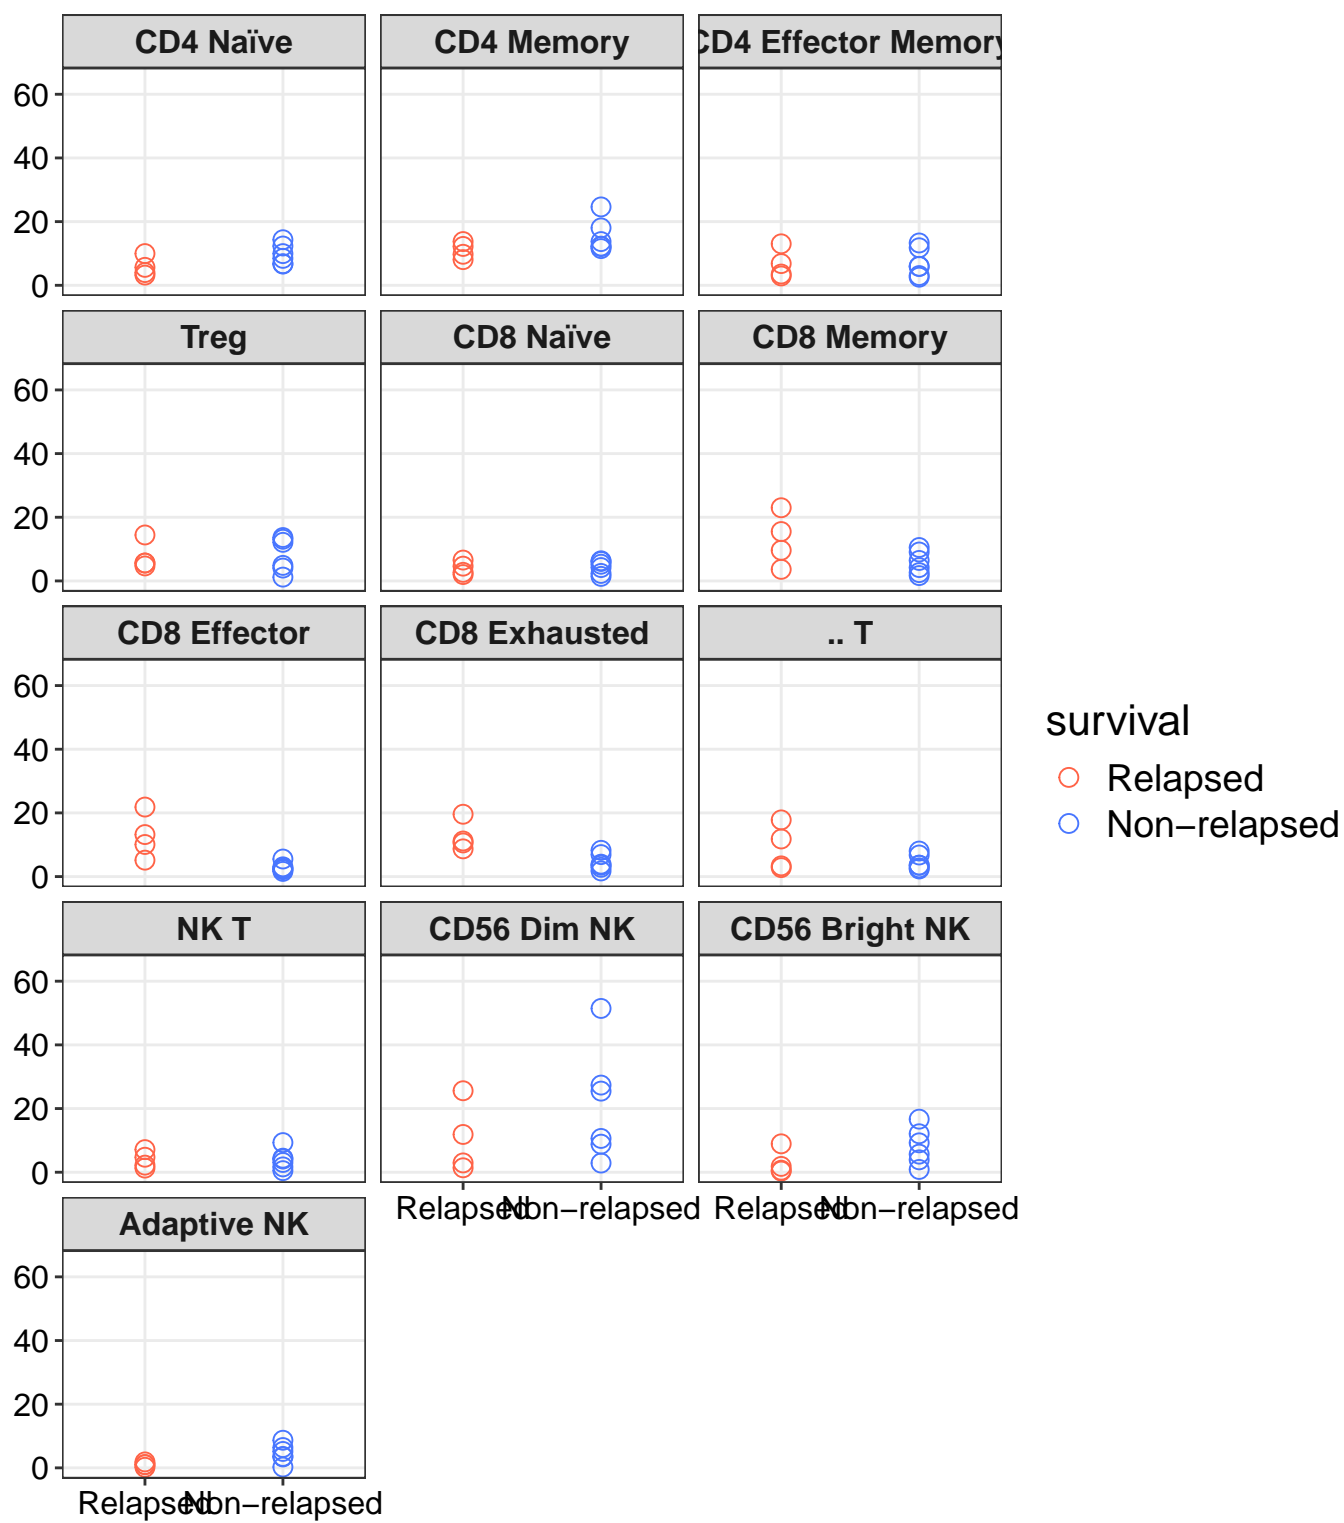 CD4 Naïve CD4 Memory CD4 Effector Memory
60
40
20
0
Treg CD8 Naïve CD8 Memory
60
40
20
0
CD8 Effector CD8 Exhausted .. T
60
40
20
0
survival
Relapsed
Non−relapsed
NK T CD56 Dim NK CD56 Bright NK
60
40
20
0
Relapsed Non−relapsed Relapsed Non−relapsed
Adaptive NK
60
40
20
0
Relapsed Non−relapsed